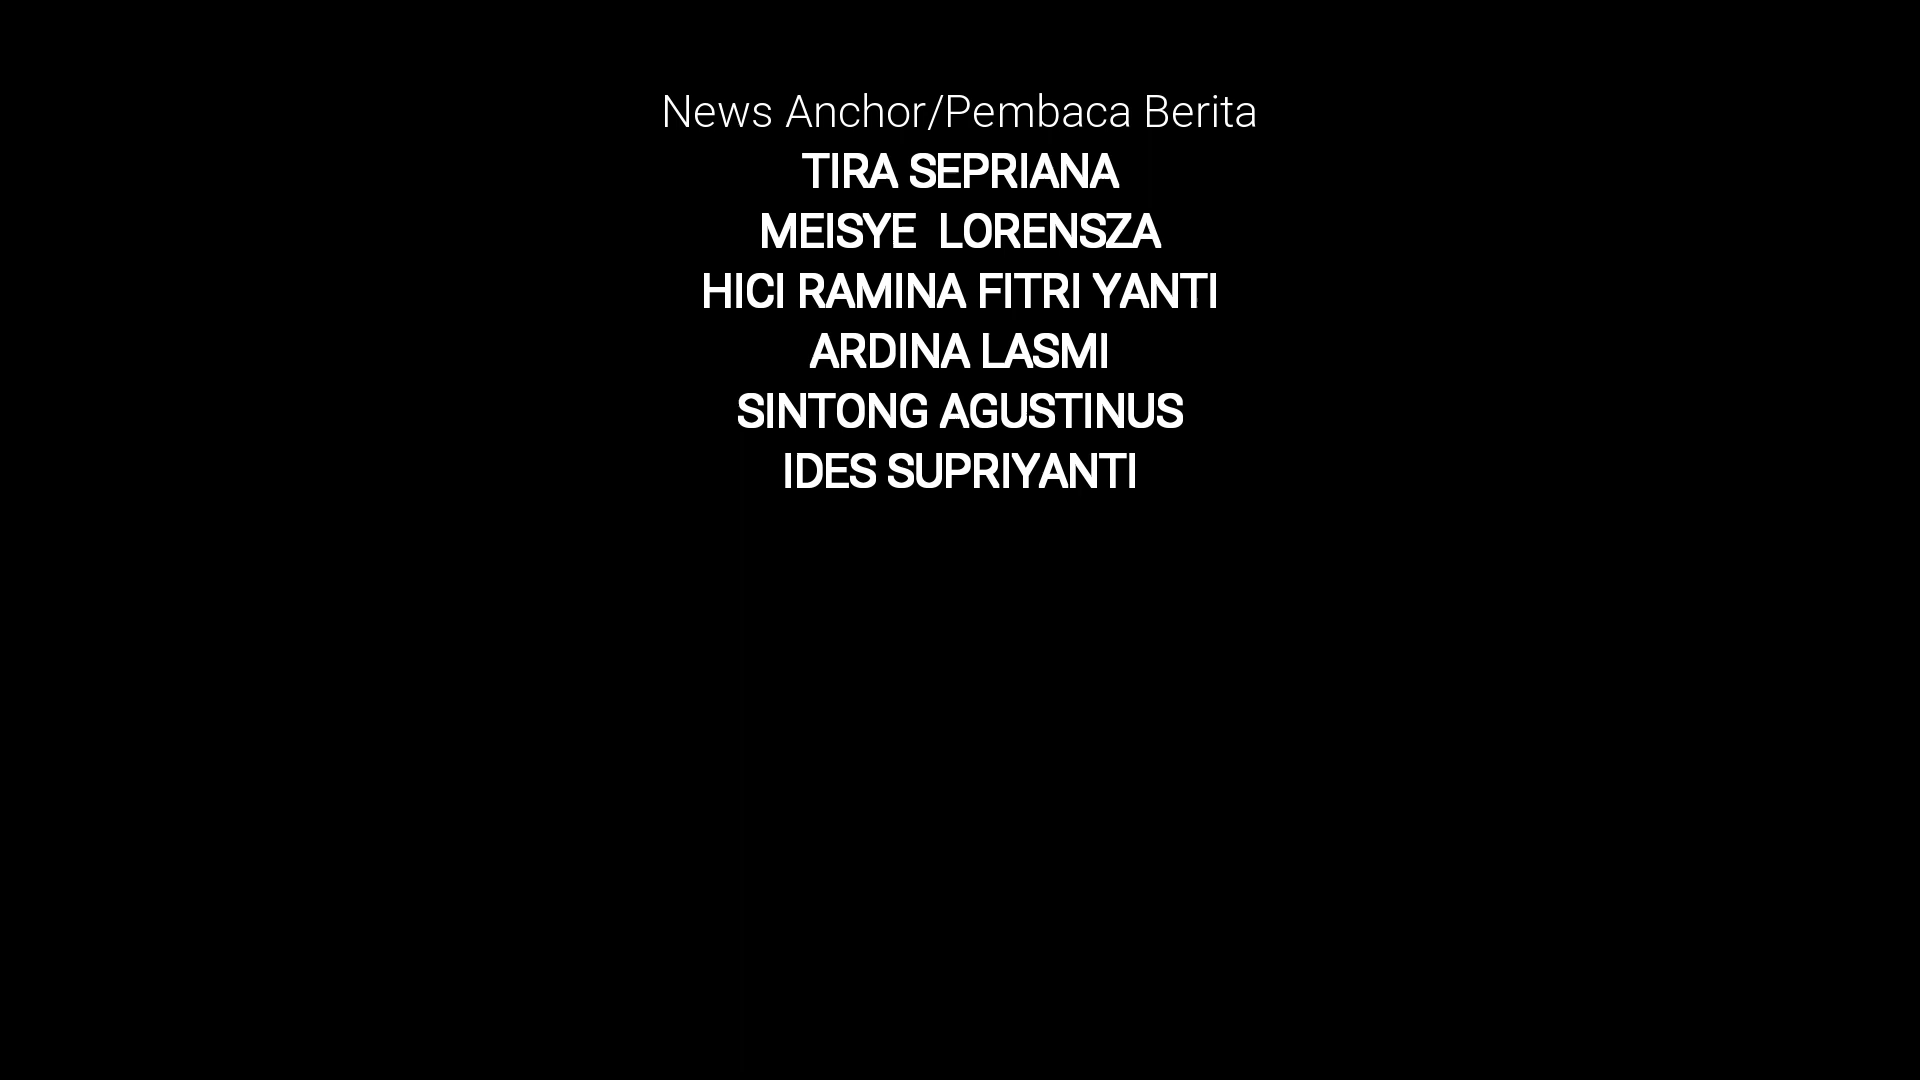 News Anchor/Pembaca Berita
TIRA SEPRIANA
MEISYE  LORENSZA
HICI RAMINA FITRI YANTI
ARDINA LASMI
SINTONG AGUSTINUS
IDES SUPRIYANTI